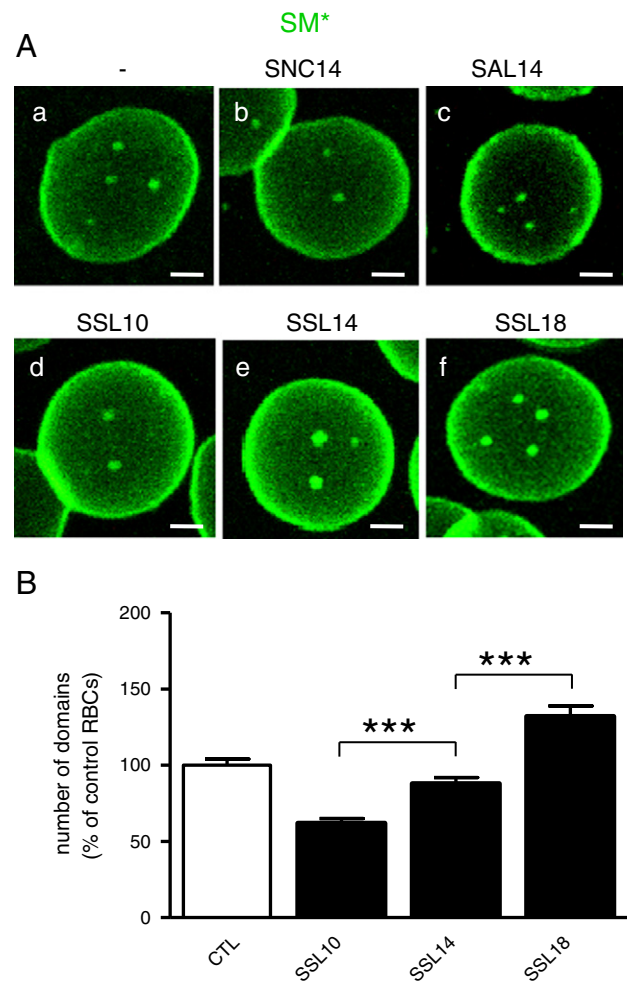 SM*
A
- SNC14 SAL14
a b c
SSL10 SSL14 SSL18
d e f
B
number of domains
(% of control RBCs)
200
150
100
50
0
***
***
CTL SSL10 SSL14 SSL18